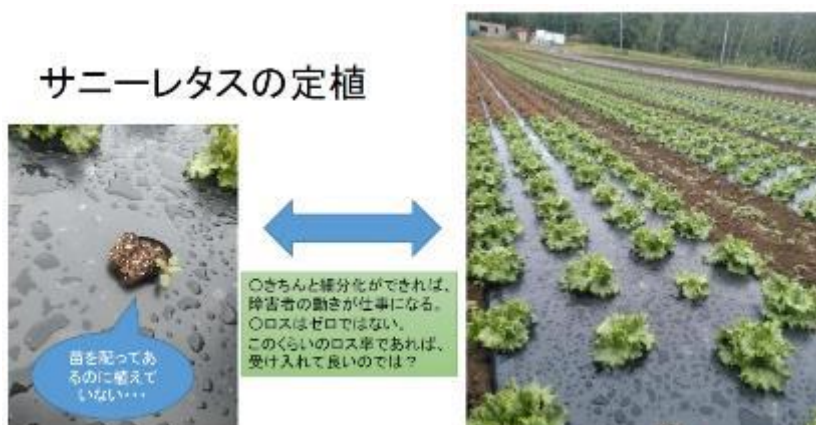 サニーレタスの定植
○きちんと細分化ができれば、
障害者の動きが仕事になる。
○ロスはゼロではない。
このくらいのロス率であれば、
受け入れて良いのでは？
苗を配ってあ
るのに植えて
いない・・・